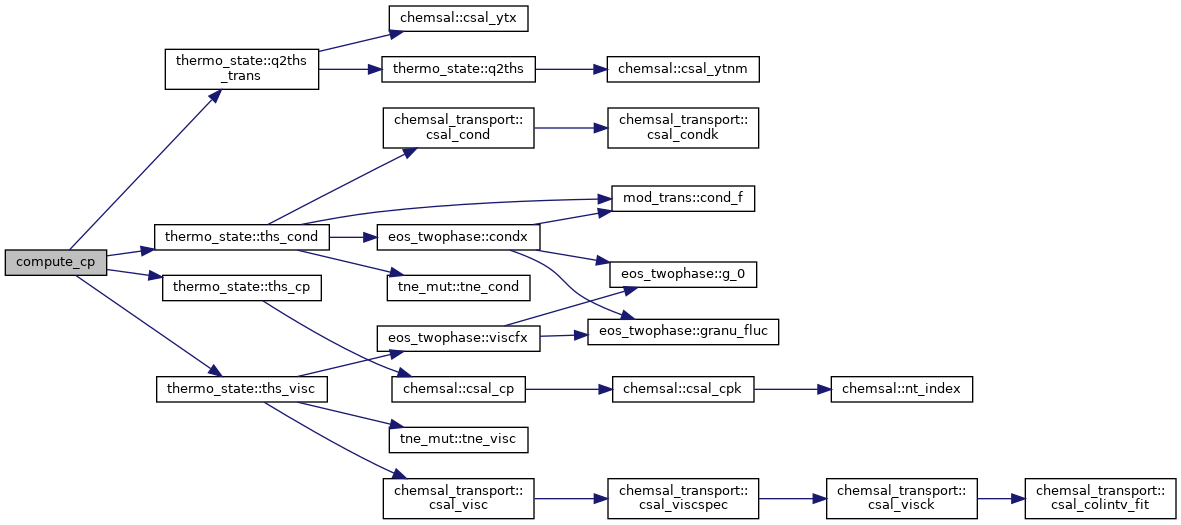 chemsal::csal_ytx
thermo_state::q2ths
_trans
thermo_state::q2ths
chemsal::csal_ytnm
chemsal_transport::
csal_cond
chemsal_transport::
csal_condk
mod_trans::cond_f
thermo_state::ths_cond
eos_twophase::condx
compute_cp
eos_twophase::g_0
thermo_state::ths_cp
tne_mut::tne_cond
eos_twophase::viscfx
eos_twophase::granu_fluc
thermo_state::ths_visc
chemsal::csal_cp
chemsal::csal_cpk
chemsal::nt_index
tne_mut::tne_visc
chemsal_transport::
csal_visc
chemsal_transport::
csal_viscspec
chemsal_transport::
csal_visck
chemsal_transport::
csal_colintv_fit